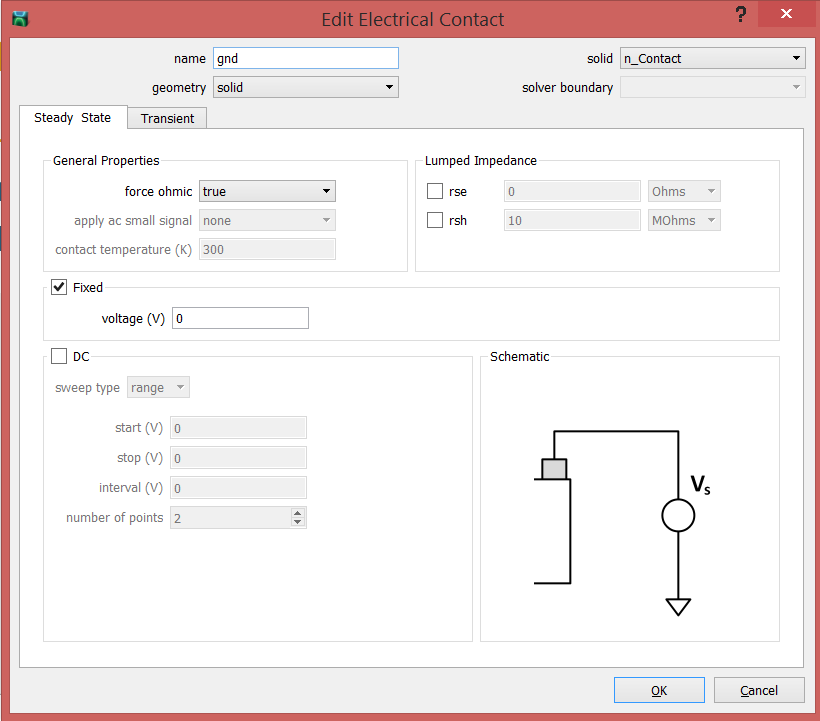 Edit Electrical Contact
?
name gnd solid n_Contact
geometry solid solver boundary
Steady State Transient
General Properties
force ohmic true
apply ac small signal none
contact temperature (K) 300
Lumped Impedance
rse 0 Ohms
rsh 10 MOhms
Fixed
voltage (V) 0
DC
sweep type range
start (V) 0
stop (V) 0
interval (V) 0
number of points 2
Schematic
Vs
OK Cancel